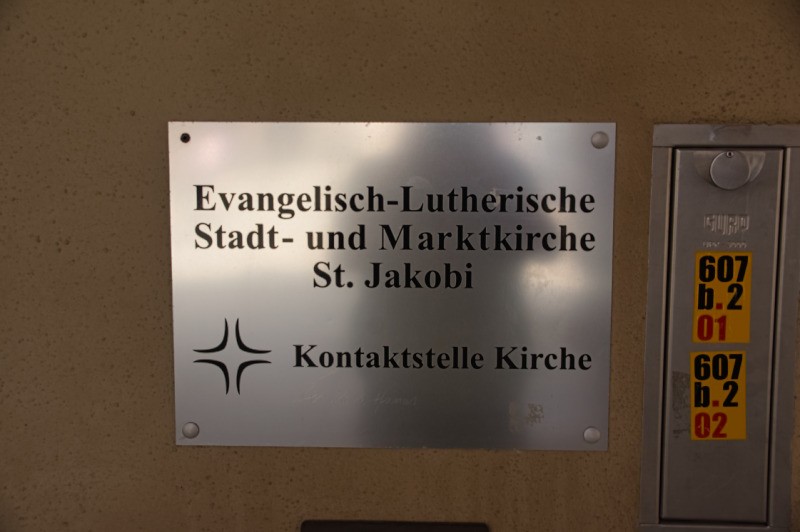 Evangelisch-Lutherische
Stadt- und Marktkirche
St. Jakobi
Kontaktstelle Kirche
607
b.2
01
607
b.2
02